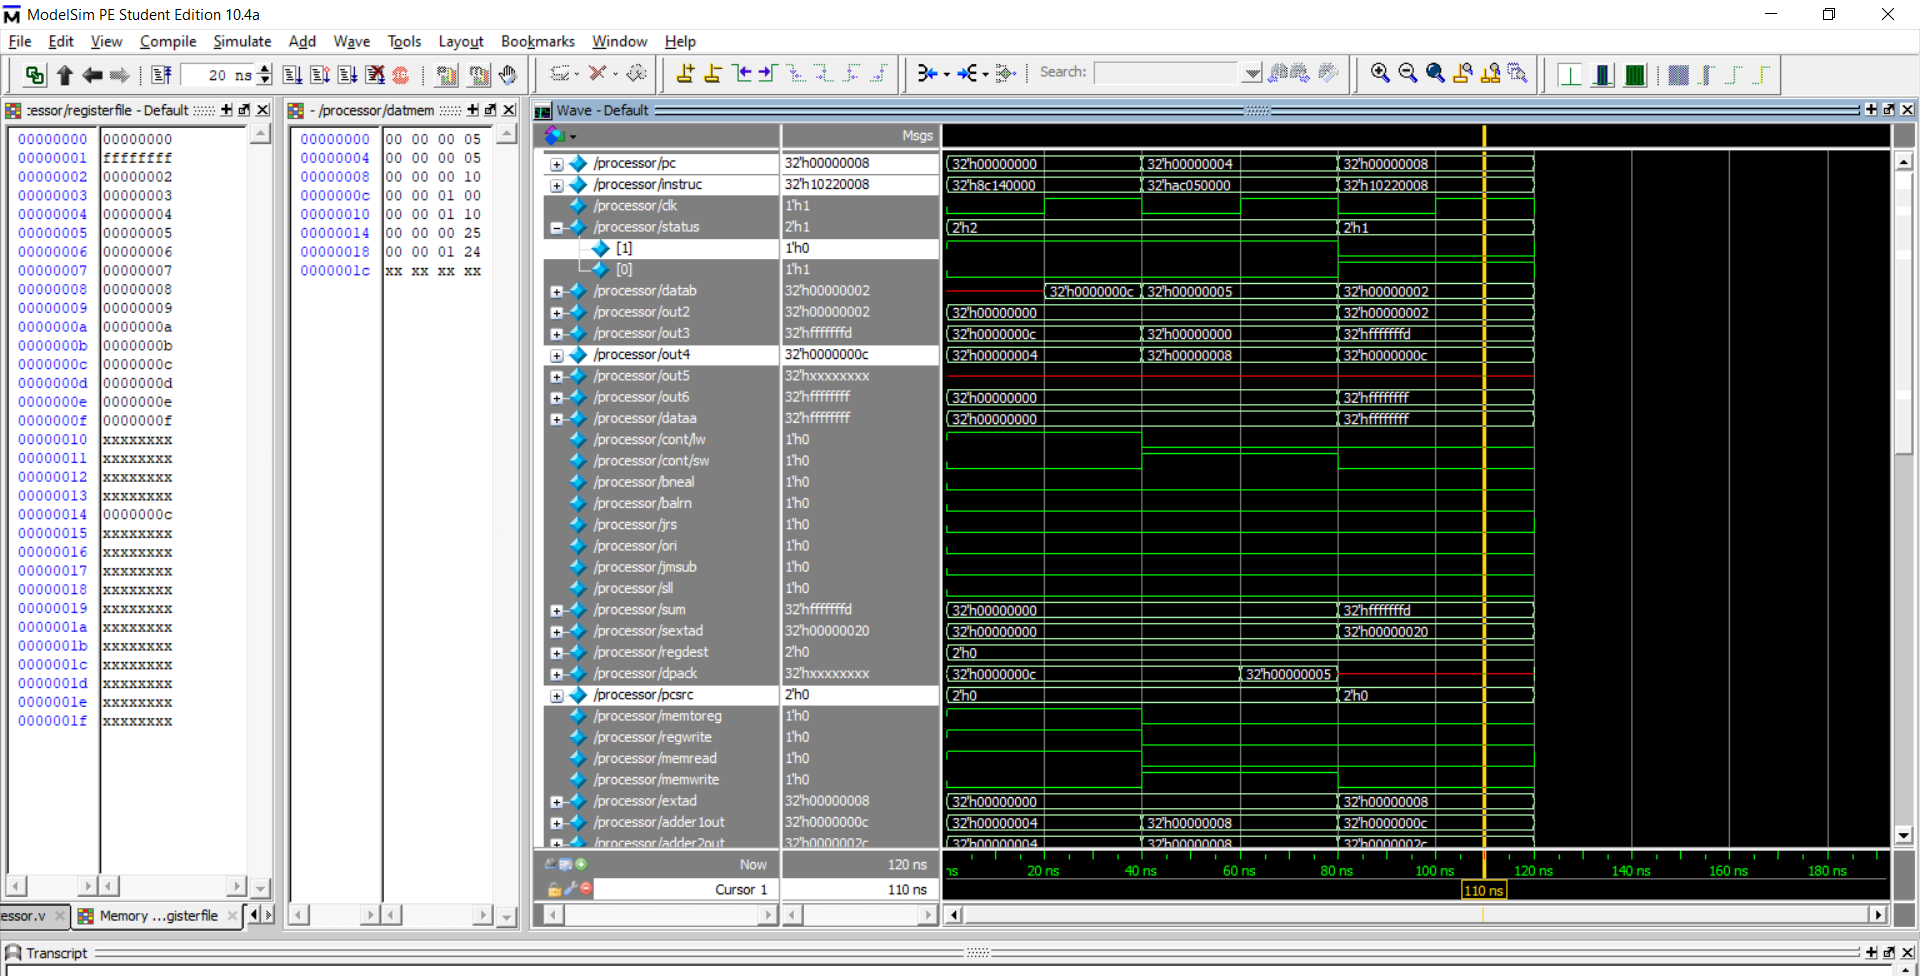 ModelSim PE Student Edition 10.4a
File Edit View Compile Simulate Add Wave Tools Layout Bookmarks Window Help
20 ns Search:
:essor/registerfile - Default
00000000 00000000
00000001 ffffffff
00000002 00000002
00000003 00000003
00000004 00000004
00000005 00000005
00000006 00000006
00000007 00000007
00000008 00000008
00000009 00000009
0000000a 0000000a
0000000b 0000000b
0000000c 0000000c
0000000d 0000000d
0000000e 0000000e
0000000f 0000000f
00000010 xxxxxxxx
00000011 xxxxxxxx
00000012 xxxxxxxx
00000013 xxxxxxxx
00000014 0000000c
00000015 xxxxxxxx
00000016 xxxxxxxx
00000017 xxxxxxxx
00000018 xxxxxxxx
00000019 xxxxxxxx
0000001a xxxxxxxx
0000001b xxxxxxxx
0000001c xxxxxxxx
0000001d xxxxxxxx
0000001e xxxxxxxx
0000001f xxxxxxxx
essor.v Memory ...gisterfile
- /processor/datmem
00000000 00 00 00 05
00000004 00 00 00 05
00000008 00 00 00 10
0000000c 00 00 01 00
00000010 00 00 01 10
00000014 00 00 00 25
00000018 00 00 01 24
0000001c xx xx xx xx
Wave - Default
Msgs
/processor/pc 32'h00000008 32'h00000000 32'h00000004 32'h00000008
/processor/instruc 32'h10220008 32'h8c140000 32'hac050000 32'h10220008
/processor/clk 1'h1
/processor/status 2'h1 2'h2 2'h1
[1] 1'h0
[0] 1'h1
/processor/datab 32'h00000002 32'h0000000c 32'h00000005 32'h00000002
/processor/out2 32'h00000002 32'h00000000 32'h00000002
/processor/out3 32'hfffffffd 32'h0000000c 32'h00000000 32'hfffffffd
/processor/out4 32'h0000000c 32'h00000004 32'h00000008 32'h0000000c
/processor/out5 32'hxxxxxxxx
/processor/out6 32'hffffffff 32'h00000000 32'hffffffff
/processor/dataa 32'hffffffff 32'h00000000 32'hffffffff
/processor/cont/lw 1'h0
/processor/cont/sw 1'h0
/processor/bneal 1'h0
/processor/balrn 1'h0
/processor/jrs 1'h0
/processor/ori 1'h0
/processor/jmsub 1'h0
/processor/sll 1'h0
/processor/sum 32'hfffffffd 32'h00000000 32'hfffffffd
/processor/sextad 32'h00000020 32'h00000000 32'h00000020
/processor/regdest 2'h0 2'h0
/processor/dpack 32'hxxxxxxxx 32'h0000000c 32'h00000005
/processor/pcsrc 2'h0 2'h0 2'h0
/processor/memtoreg 1'h0
/processor/regwrite 1'h0
/processor/memread 1'h0
/processor/memwrite 1'h0
/processor/extad 32'h00000008 32'h00000000 32'h00000008
/processor/adder1out 32'h0000000c 32'h00000004 32'h00000008 32'h0000000c
/processor/adder2out 32'h0000002c 32'h00000004 32'h00000008 32'h0000002c
Now 120 ns ns 20 ns 40 ns 60 ns 80 ns 100 ns 120 ns 140 ns 160 ns 180 ns
Cursor 1 110 ns 110 ns
Transcript